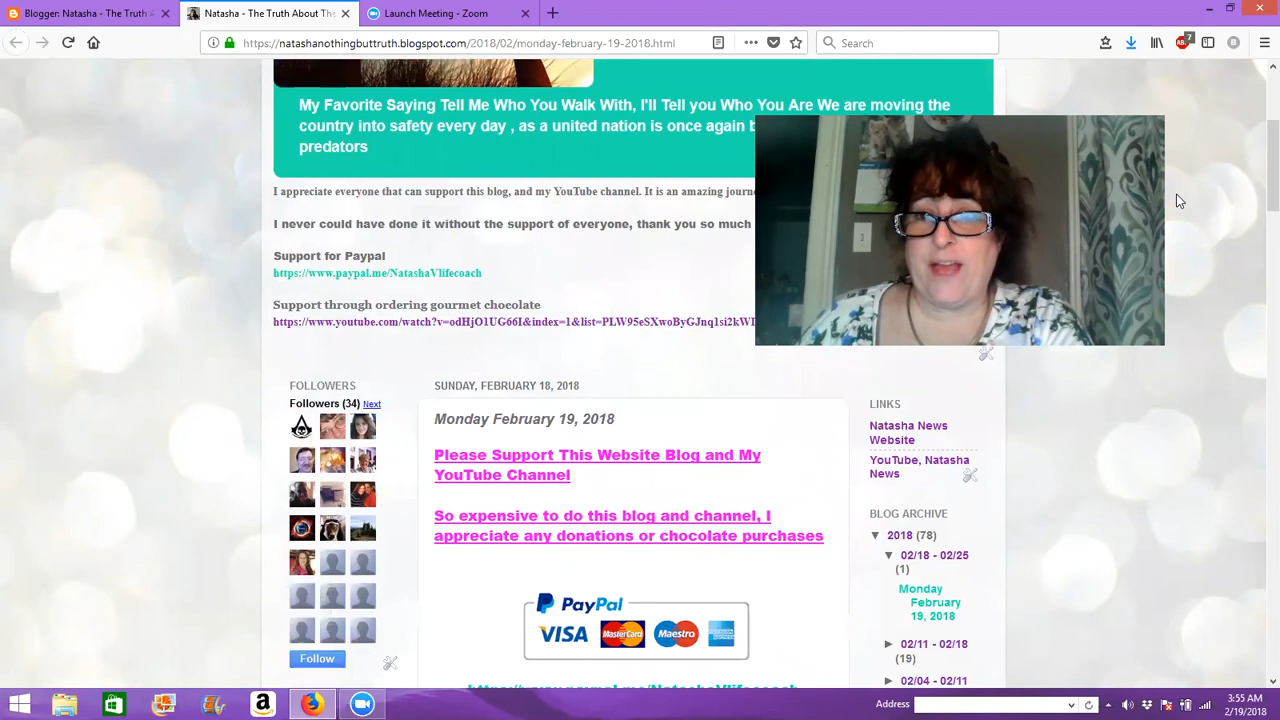 Blogger: Natasha - The Truth A
Natasha - The Truth About The
Launch Meeting - Zoom
https://natashanothingbuttruth.blogspot.com/2018/02/monday-february-19-2018.html
Search
7
My Favorite Saying Tell Me Who You Walk With, I'll Tell you Who You Are We are moving the
country into safety every day , as a united nation is once again b
predators
I appreciate everyone that can support this blog, and my YouTube channel. It is an amazing journe
I never could have done it without the support of everyone, thank you so much
Support for Paypal
https://www.paypal.me/NatashaVlifecoach
Support through ordering gourmet chocolate
https://www.youtube.com/watch?v=odHjO1UG66I&index=1&list=PLW95eSXwoByGJnq1si2kWI
FOLLOWERS
Followers (34) Next
Follow
SUNDAY, FEBRUARY 18, 2018
Monday February 19, 2018
Please Support This Website Blog and My
YouTube Channel
So expensive to do this blog and channel, I
appreciate any donations or chocolate purchases
PayPal
VISA MasterCard Maestro
https://www.paypal.me/NatashaVlifecoach
LINKS
Natasha News
Website
YouTube, Natasha
News
BLOG ARCHIVE
▼ 2018 (78)
▼ 02/18 - 02/25
(1)
Monday
February
19, 2018
► 02/11 - 02/18
(19)
► 02/04 - 02/11
Address
3:55 AM
2/19/2018